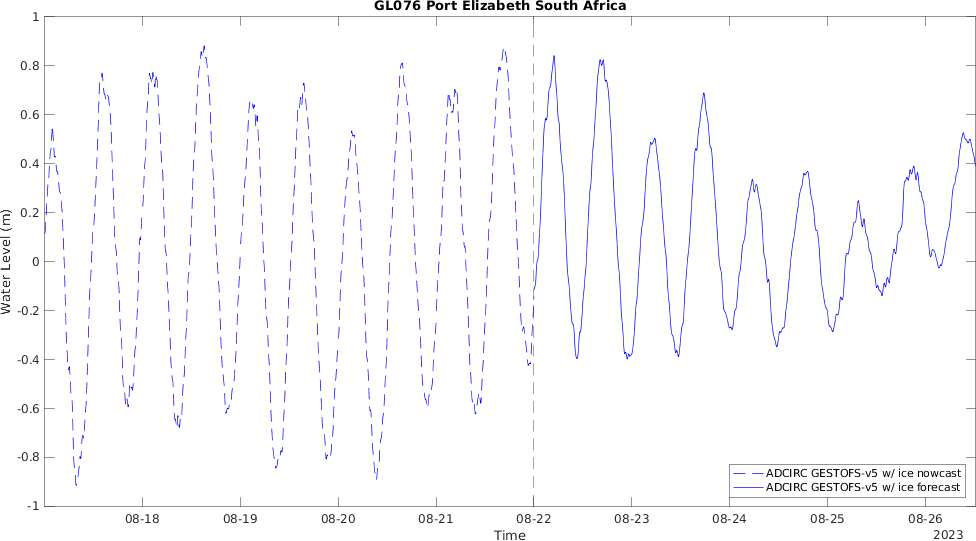 GL076 Port Elizabeth South Africa
1
0.8
0.6
0.4
0.2
0
-0.2
-0.4
-0.6
-0.8
-1
Water Level (m)
08-18 08-19 08-20 08-21 08-22 08-23 08-24 08-25 08-26
Time
2023
ADCIRC GESTOFS-v5 w/ ice nowcast
ADCIRC GESTOFS-v5 w/ ice forecast